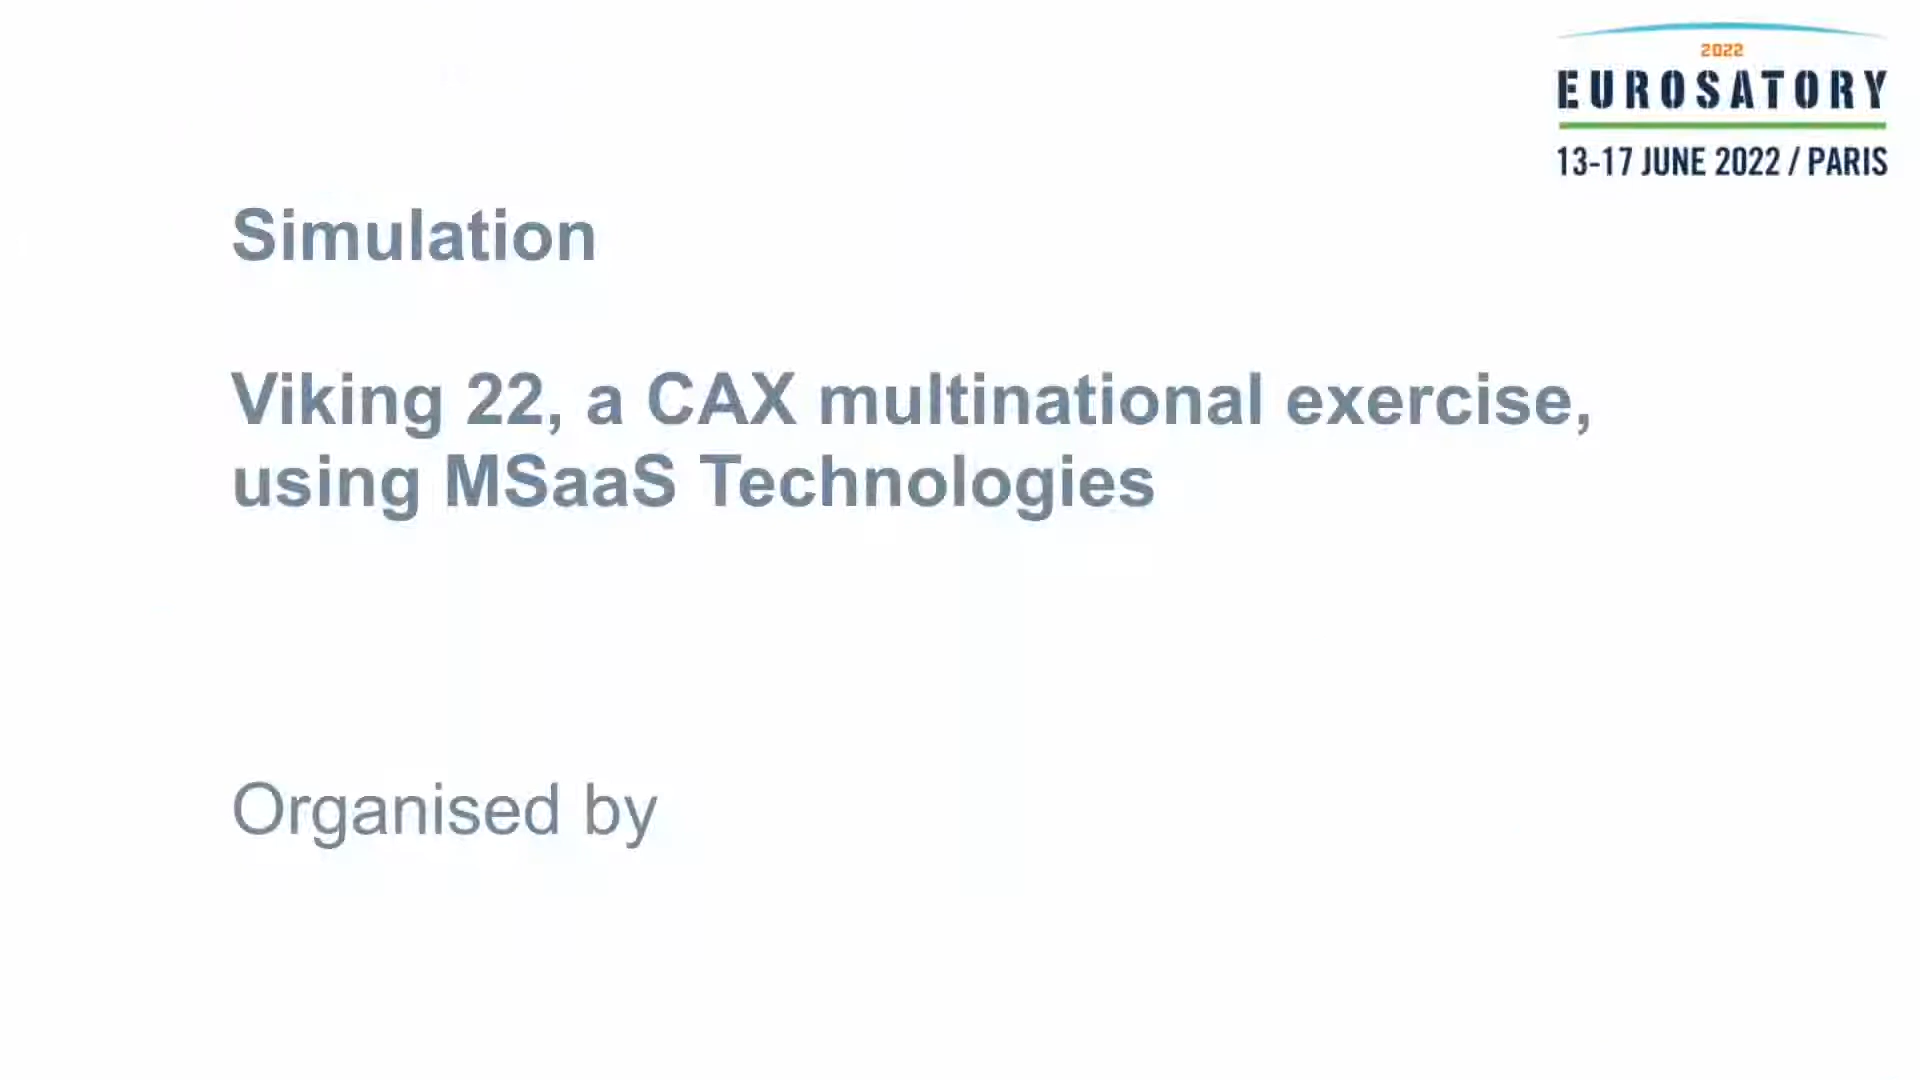 2022
EUROSATORY
13-17 JUNE 2022 / PARIS
Simulation
Viking 22, a CAX multinational exercise,
using MSaaS Technologies
Organised by